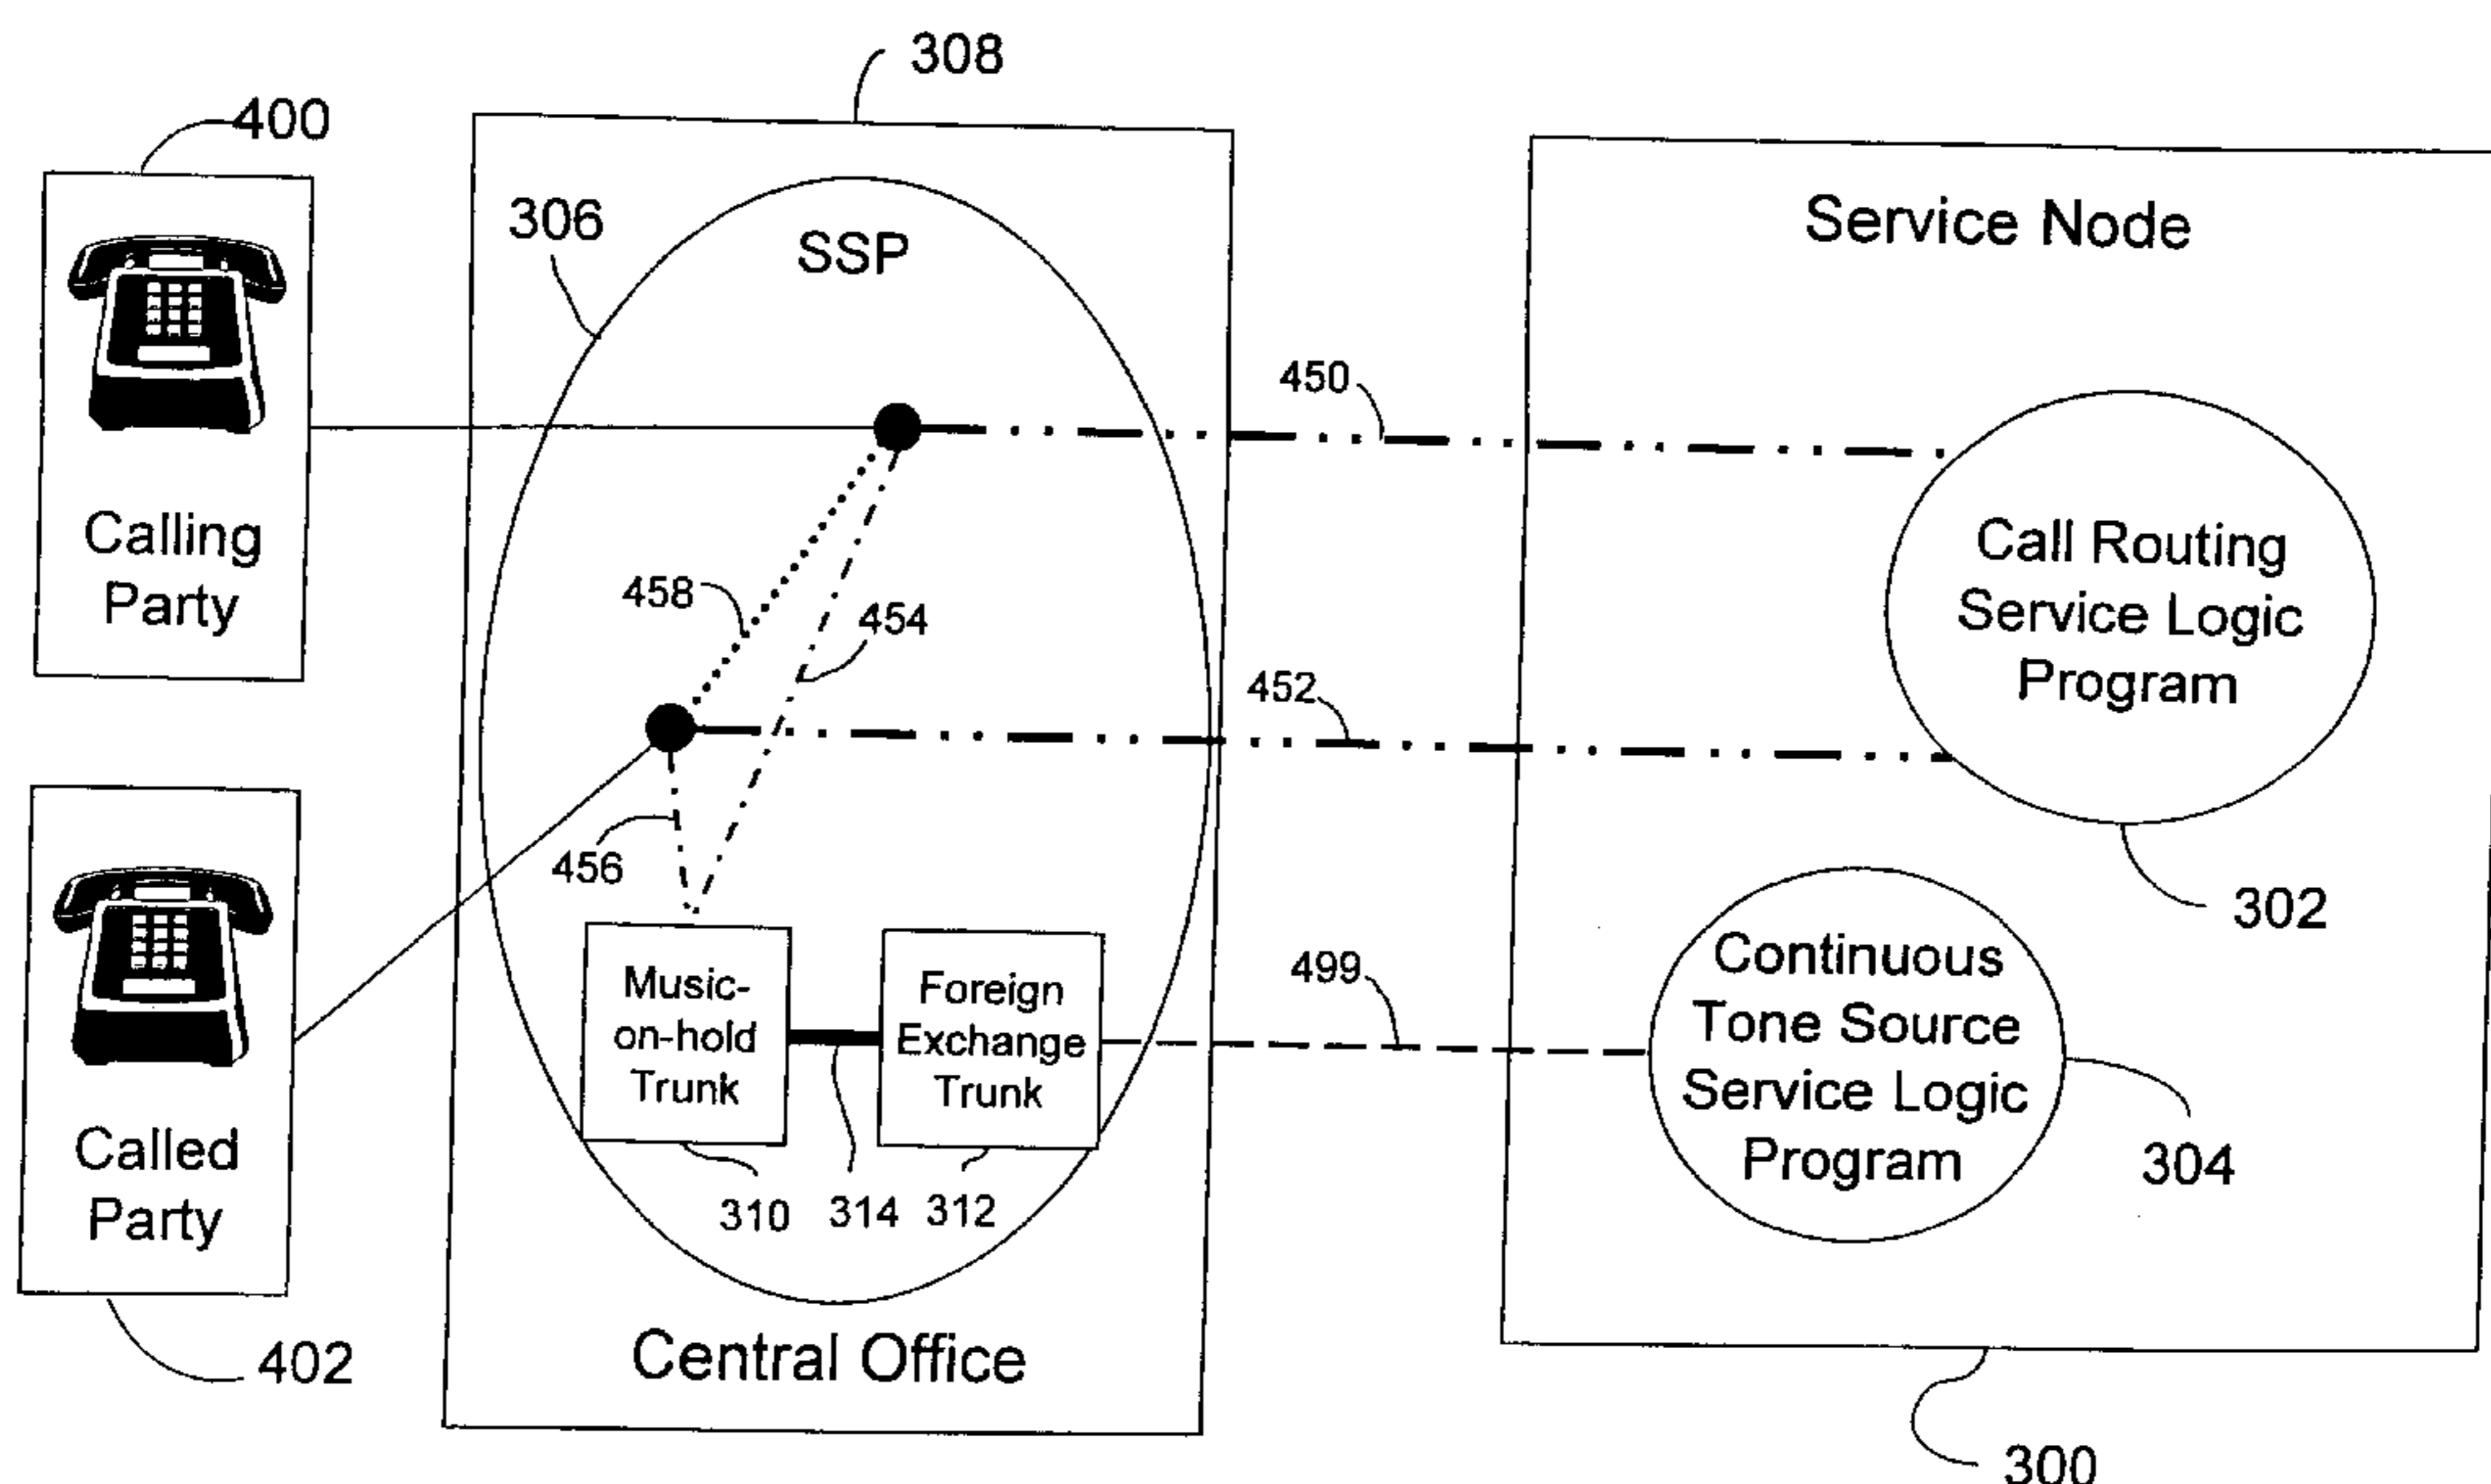 308
400
306
SSP
Service Node
450
Calling
Party
Call Routing
Service Logic
Program
458
454
452
456
302
Music-
on-hold
Trunk
Foreign
Exchange
Trunk
499
Continuous
Tone Source
Service Logic
Program
Called
Party
310
314
312
304
Central Office
402
300